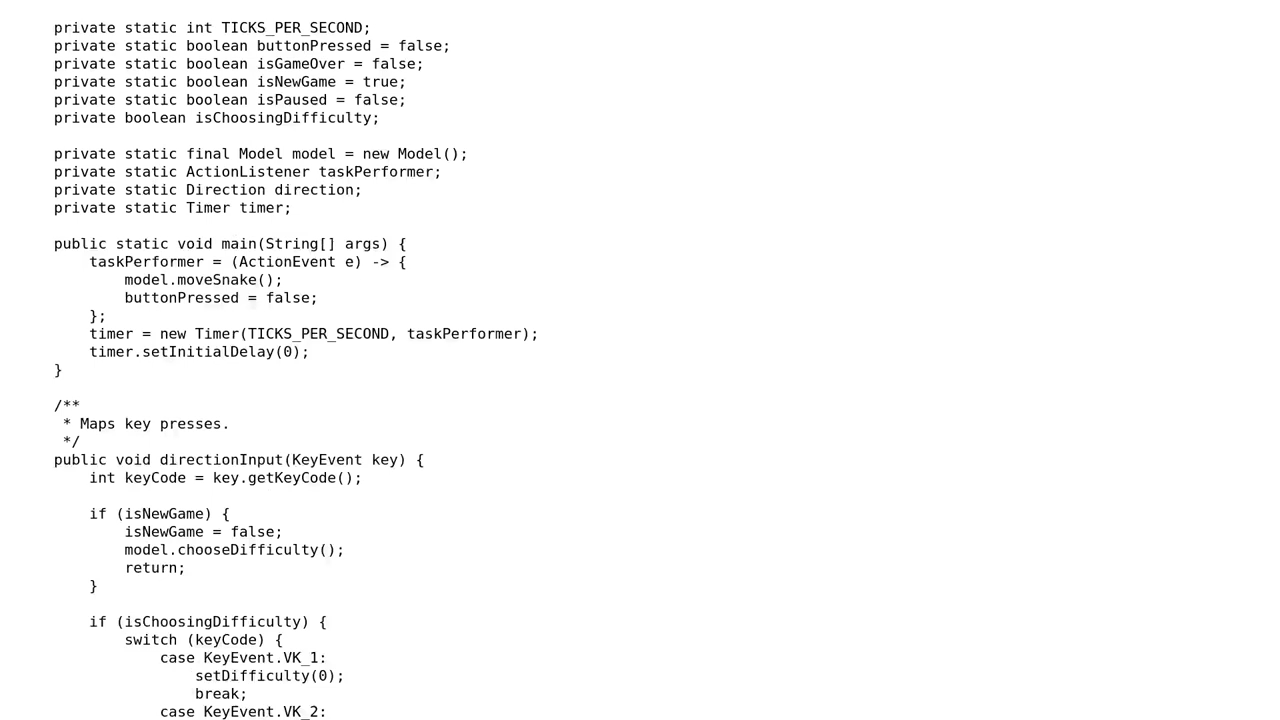 private static int TICKS_PER_SECOND;
private static boolean buttonPressed = false;
private static boolean isGameOver = false;
private static boolean isNewGame = true;
private static boolean isPaused = false;
private boolean isChoosingDifficulty;

private static final Model model = new Model();
private static ActionListener taskPerformer;
private static Direction direction;
private static Timer timer;

public static void main(String[] args) {
    taskPerformer = (ActionEvent e) -> {
        model.moveSnake();
        buttonPressed = false;
    };
    timer = new Timer(TICKS_PER_SECOND, taskPerformer);
    timer.setInitialDelay(0);
}

/**
 * Maps key presses.
 */
public void directionInput(KeyEvent key) {
    int keyCode = key.getKeyCode();

    if (isNewGame) {
        isNewGame = false;
        model.chooseDifficulty();
        return;
    }

    if (isChoosingDifficulty) {
        switch (keyCode) {
            case KeyEvent.VK_1:
                setDifficulty(0);
                break;
            case KeyEvent.VK_2: